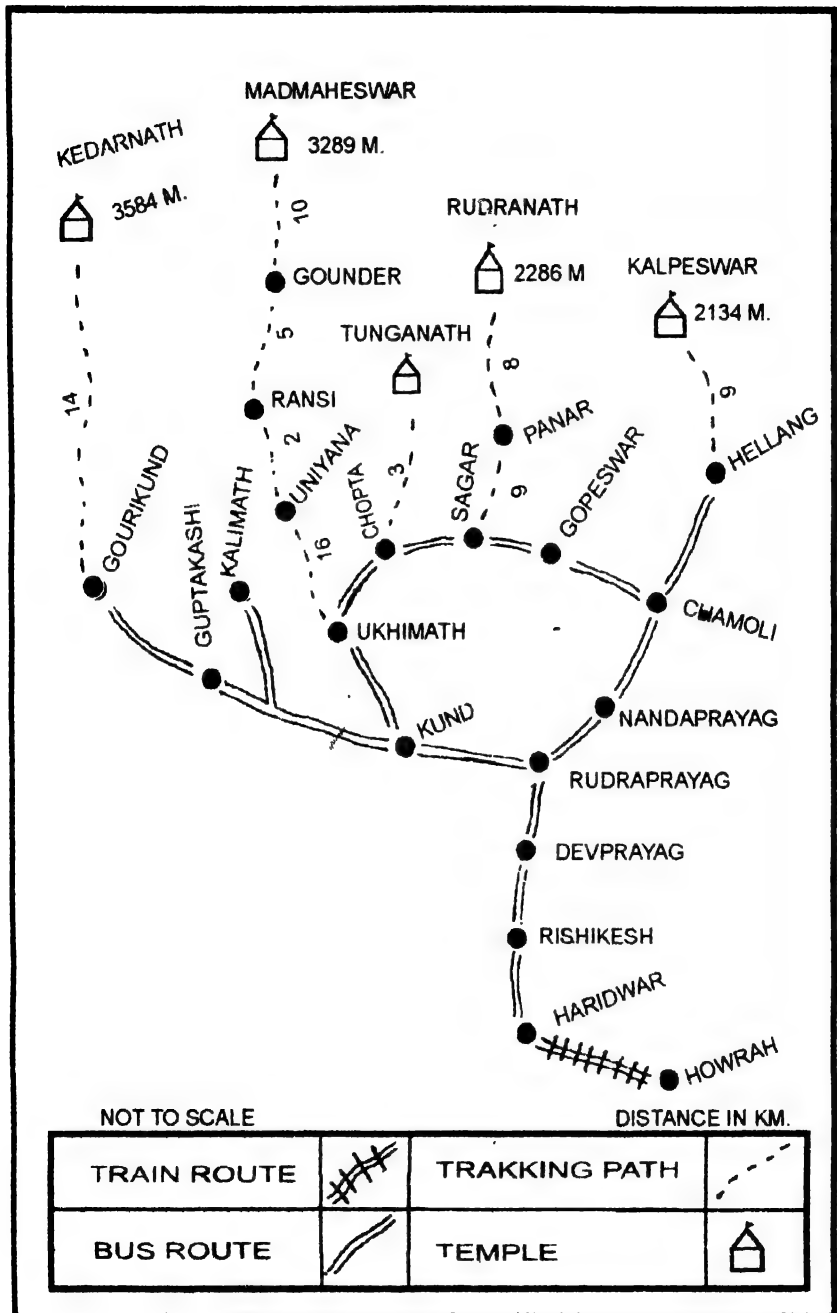 MADMAHESWAR
3289 M.
KEDARNATH
3584 M.
RUDRANATH
2286 M
KALPESWAR
2134 M.
10
GOUNDER
TUNGANATH
5
8
14
RANSI
9
2
PANAR
HELLANG
UNIYANA
3
SAGAR
9
GOPESWAR
CHOPTA
GOURIKUND
GUPTAKASHI
KALIMATH
16
UKHIMATH
CHAMOLI
KUND
NANDAPRAYAG
RUDRAPRAYAG
DEVPRAYAG
RISHIKESH
HARIDWAR
HOWRAH
NOT TO SCALE
DISTANCE IN KM.
TRAIN ROUTE
TRAKKING PATH
BUS ROUTE
TEMPLE